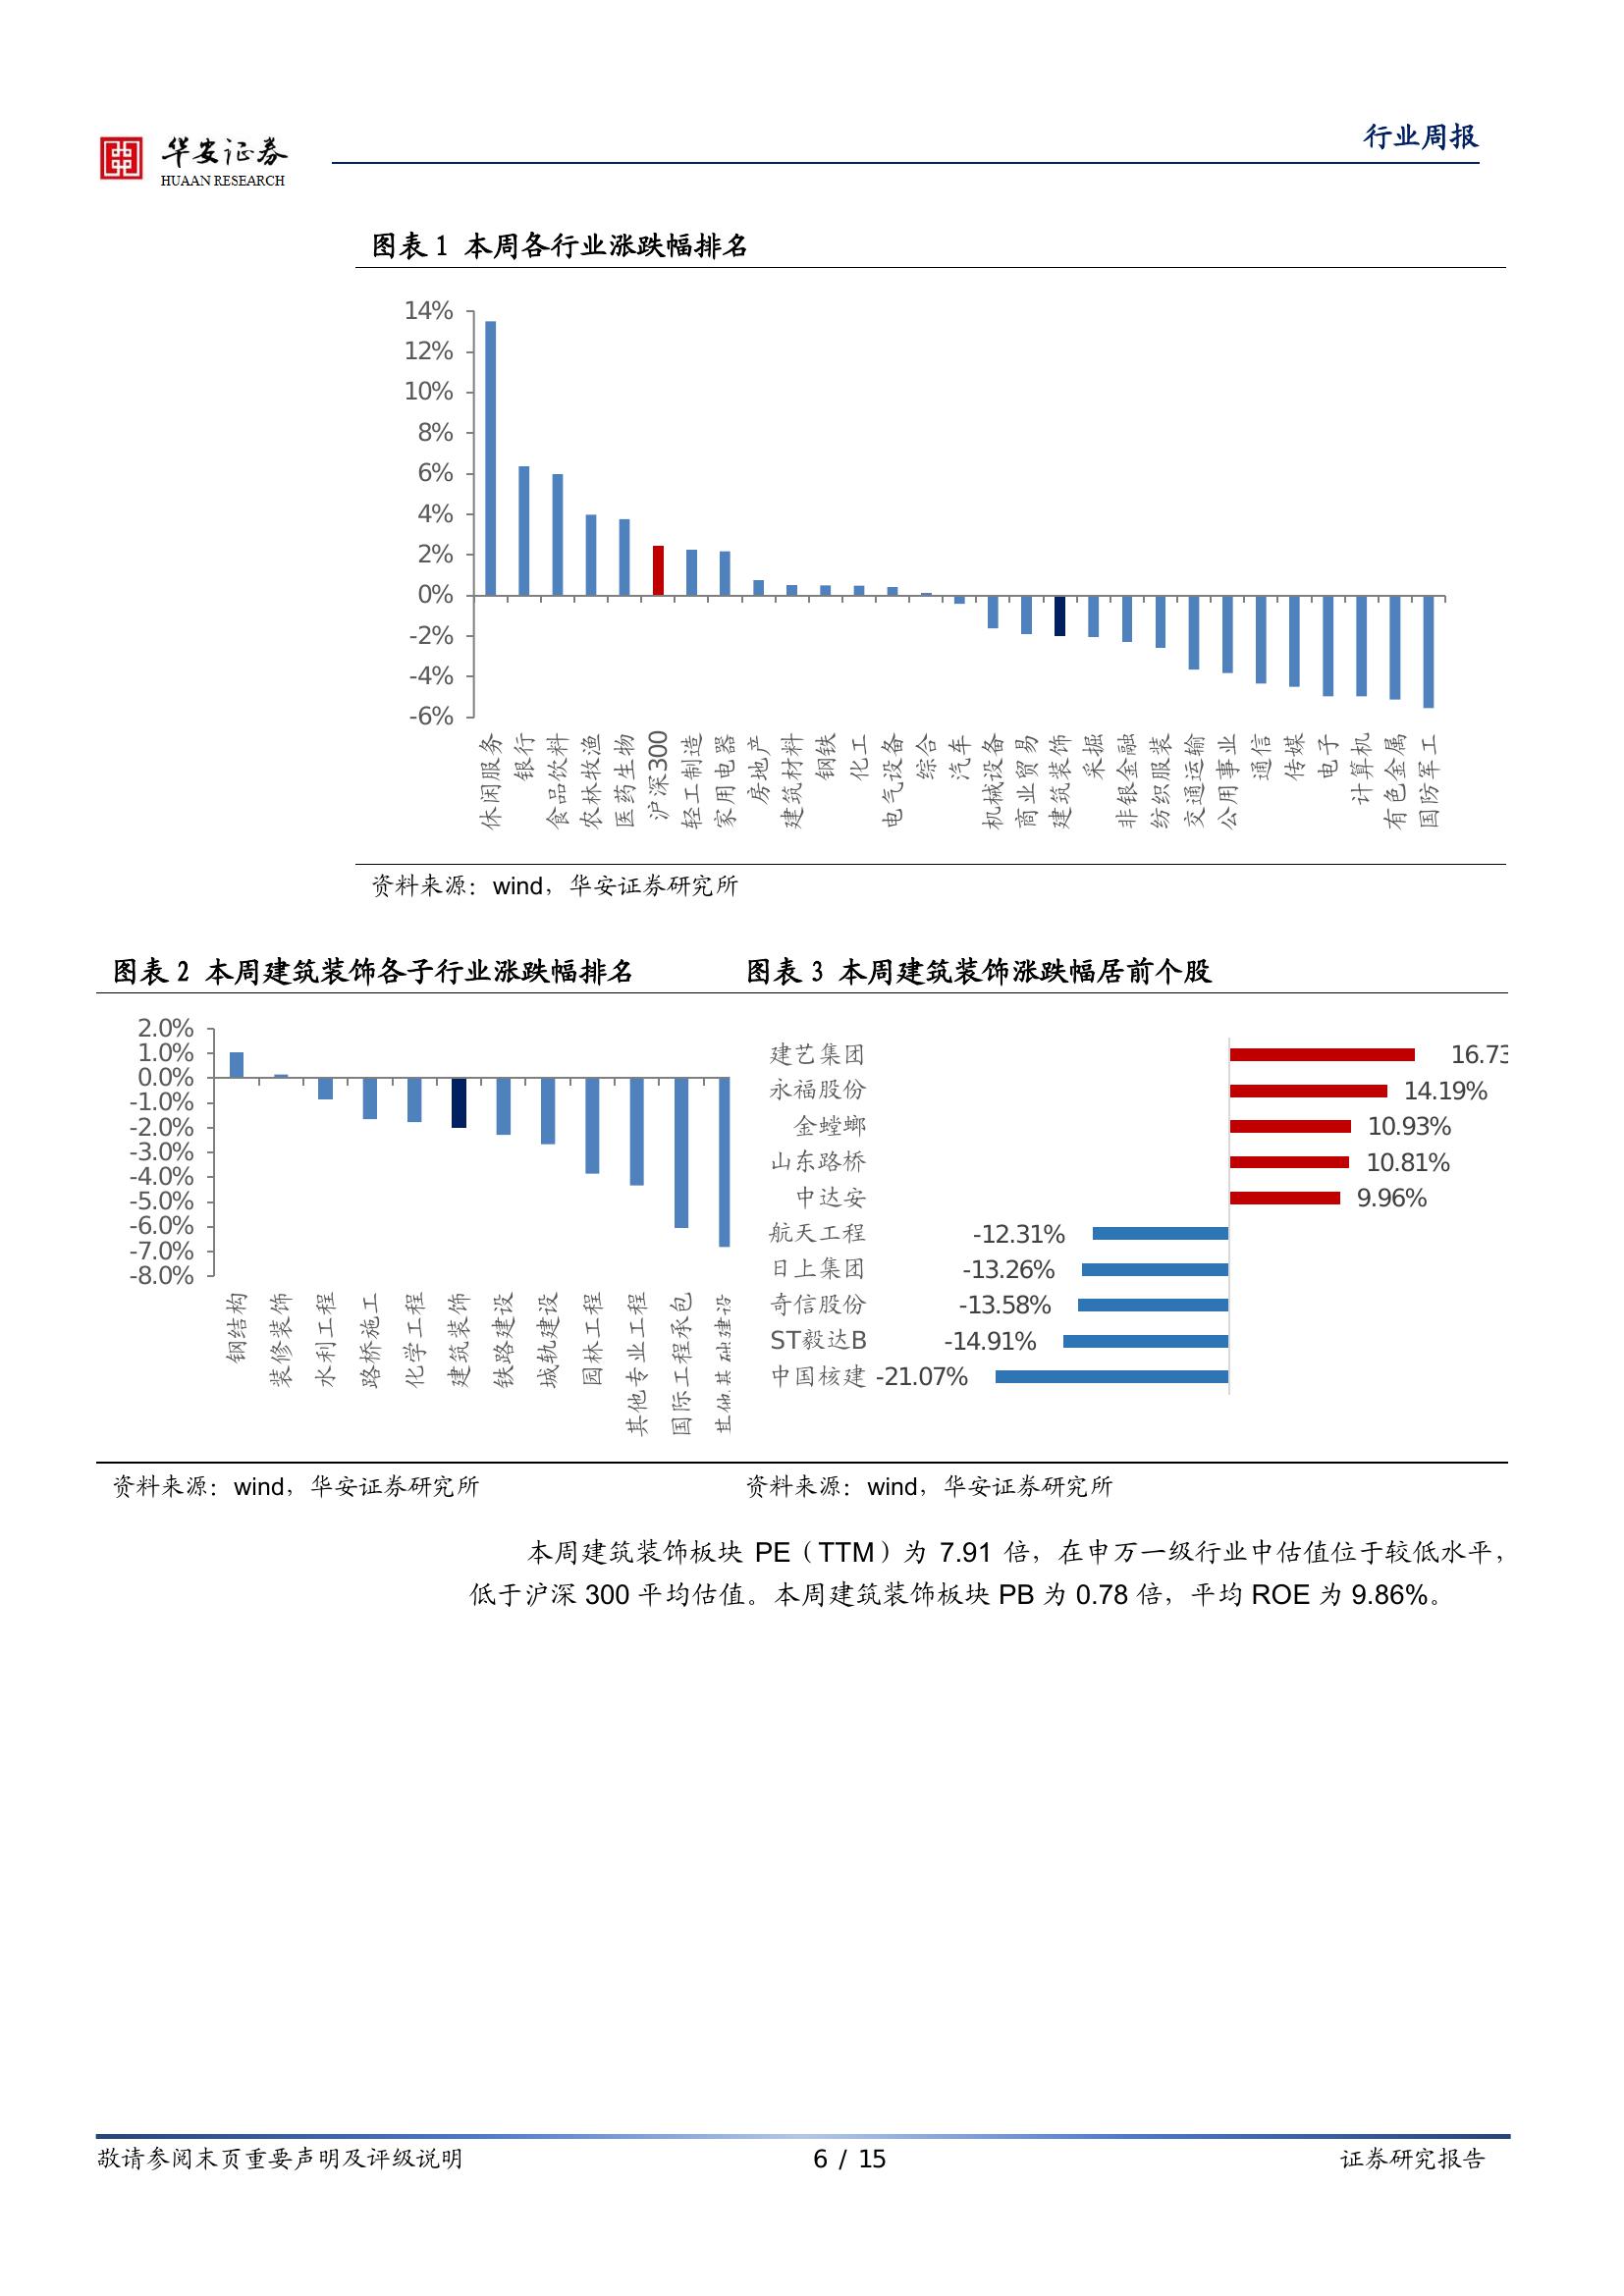 华安证券
HUAAN RESEARCH
行业周报
图表 1 本周各行业涨跌幅排名
14%
12%
10%
8%
6%
4%
2%
0%
-2%
-4%
-6%
休闲服务
银行
食品饮料
农林牧渔
医药生物
沪深300
轻工制造
家用电器
房地产
建筑材料
钢铁
化工
电气设备
综合
汽车
机械设备
商业贸易
建筑装饰
采掘
非银金融
纺织服装
交通运输
公用事业
通信
传媒
电子
计算机
有色金属
国防军工
资料来源：wind，华安证券研究所
图表 2 本周建筑装饰各子行业涨跌幅排名
2.0%
1.0%
0.0%
-1.0%
-2.0%
-3.0%
-4.0%
-5.0%
-6.0%
-7.0%
-8.0%
钢结构
装修装饰
水利工程
路桥施工
化学工程
建筑装饰
铁路建设
城轨建设
园林工程
其他专业工程
国际工程承包
其他基础建设
资料来源：wind，华安证券研究所
图表 3 本周建筑装饰涨跌幅居前个股
建艺集团 16.73
永福股份 14.19%
金螳螂 10.93%
山东路桥 10.81%
中达安 9.96%
航天工程 -12.31%
日上集团 -13.26%
奇信股份 -13.58%
ST毅达B -14.91%
中国核建 -21.07%
资料来源：wind，华安证券研究所
本周建筑装饰板块 PE（TTM）为 7.91 倍，在申万一级行业中估值位于较低水平，
低于沪深 300 平均估值。本周建筑装饰板块 PB 为 0.78 倍，平均 ROE 为 9.86%。
敬请参阅末页重要声明及评级说明
6 / 15
证券研究报告